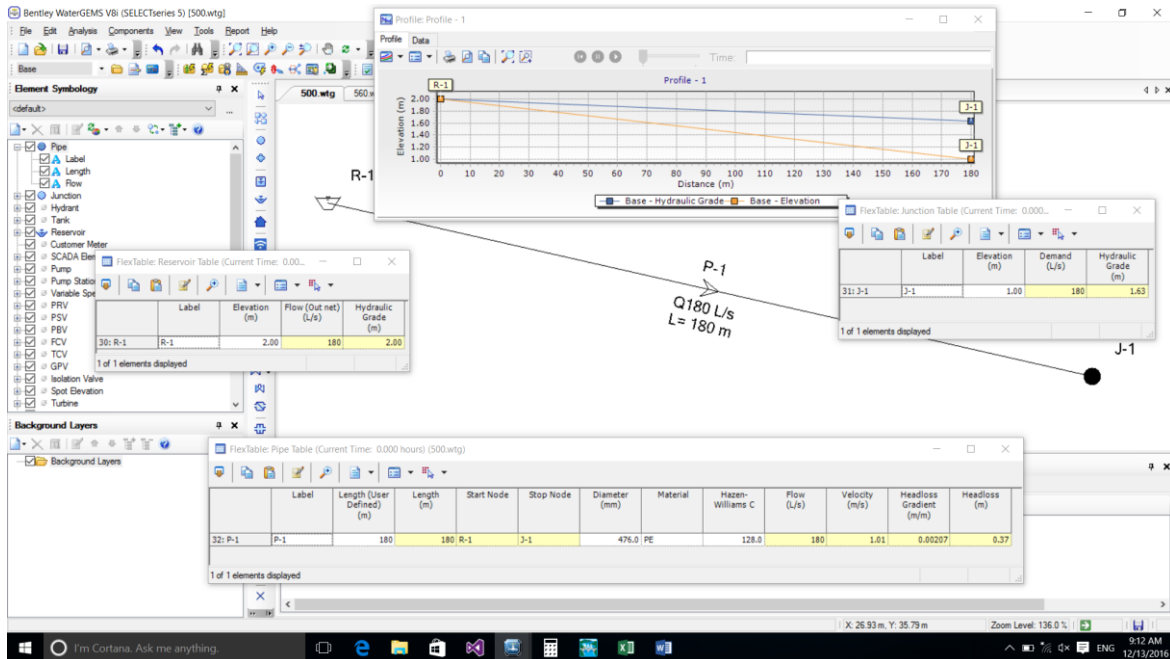 Bentley WaterGEMS V8i (SELECTseries 5) [500.wtg]
File Edit Analysis Components View Tools Report Help
Base
Element Symbology
<default>
Pipe
Label
Length
Flow
Junction
Hydrant
Tank
Reservoir
Customer Meter
SCADA Elem
Pump
Pump Station
Variable Spe
PRV
PSV
PBV
FCV
TCV
GPV
Isolation Valve
Spot Elevation
Turbine
Background Layers
Background Layers
500.wtg 560.w
Profile: Profile - 1
Profile Data
Time:
Profile - 1
R-1
J-1
J-1
Elevation (m)
2.00
1.80
1.60
1.40
1.20
1.00
0 10 20 30 40 50 60 70 80 90 100 110 120 130 140 150 160 170 180
Distance (m)
Base - Hydraulic Grade Base - Elevation
R-1
P-1
Q180 L/s
L= 180 m
J-1
FlexTable: Reservoir Table (Current Time: 0.00...
Label Elevation (m) Flow (Out net) (L/s) Hydraulic Grade (m)
30: R-1 R-1 2.00 180 2.00
1 of 1 elements displayed
FlexTable: Junction Table (Current Time: 0.000...
Label Elevation (m) Demand (L/s) Hydraulic Grade (m)
31: J-1 J-1 1.00 180 1.63
1 of 1 elements displayed
FlexTable: Pipe Table (Current Time: 0.000 hours) (500.wtg)
Label Length (User Defined) (m) Length (m) Start Node Stop Node Diameter (mm) Material Hazen-Williams C Flow (L/s) Velocity (m/s) Headloss Gradient (m/m) Headloss (m)
32: P-1 P-1 180 180 R-1 J-1 476.0 PE 128.0 180 1.01 0.00207 0.37
1 of 1 elements displayed
X: 26.93 m, Y: 35.79 m Zoom Level: 136.0 %
I'm Cortana. Ask me anything.
ENG
9:12 AM
12/13/2016